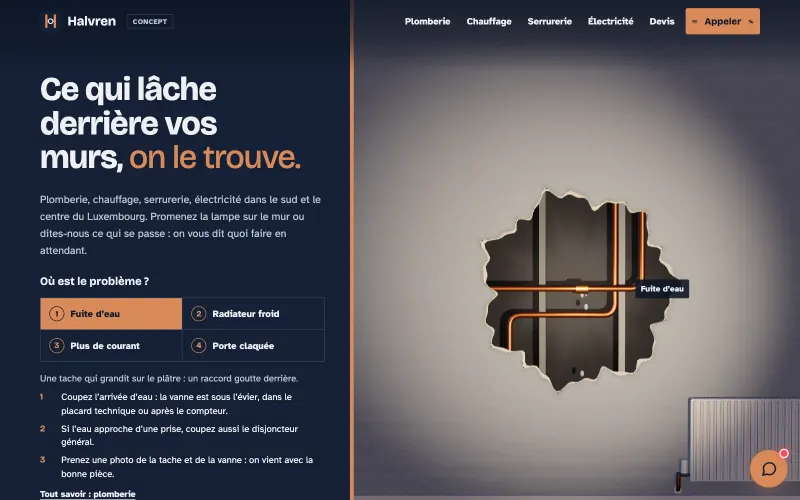 Halvren
CONCEPT
Plomberie
Chauffage
Serrurerie
Électricité
Devis
Appeler
Ce qui lâche
derrière vos
murs, on le trouve.
Plomberie, chauffage, serrurerie, électricité dans le sud et le
centre du Luxembourg. Promenez la lampe sur le mur ou
dites-nous ce qui se passe : on vous dit quoi faire en
attendant.
Où est le problème ?
1 Fuite d'eau
2 Radiateur froid
3 Plus de courant
4 Porte claquée
Une tache qui grandit sur le plâtre : un raccord goutte derrière.
1 Coupez l'arrivée d'eau : la vanne est sous l'évier, dans le
placard technique ou après le compteur.
2 Si l'eau approche d'une prise, coupez aussi le disjoncteur
général.
3 Prenez une photo de la tache et de la vanne : on vient avec la
bonne pièce.
Tout savoir : plomberie
Fuite d'eau